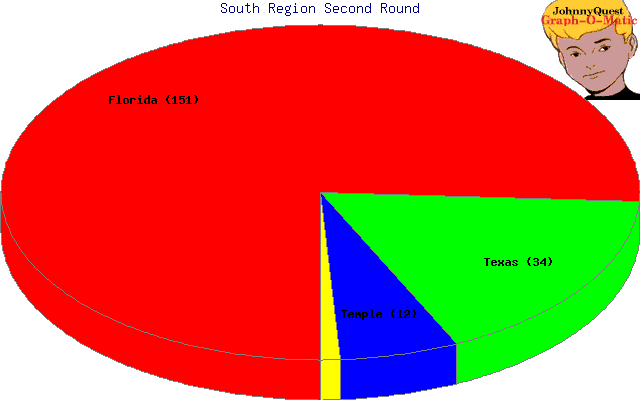 South Region Second Round
JohnnyQuest
Graph-O-Matic
Florida (151)
Texas (34)
Temple (12)